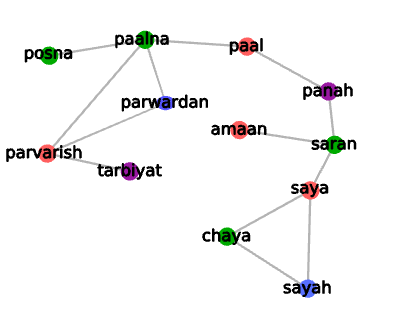 paalna
paal
posna
panah
parwardan
amaan
saran
parvarish
tarbiyat
saya
chaya
sayah